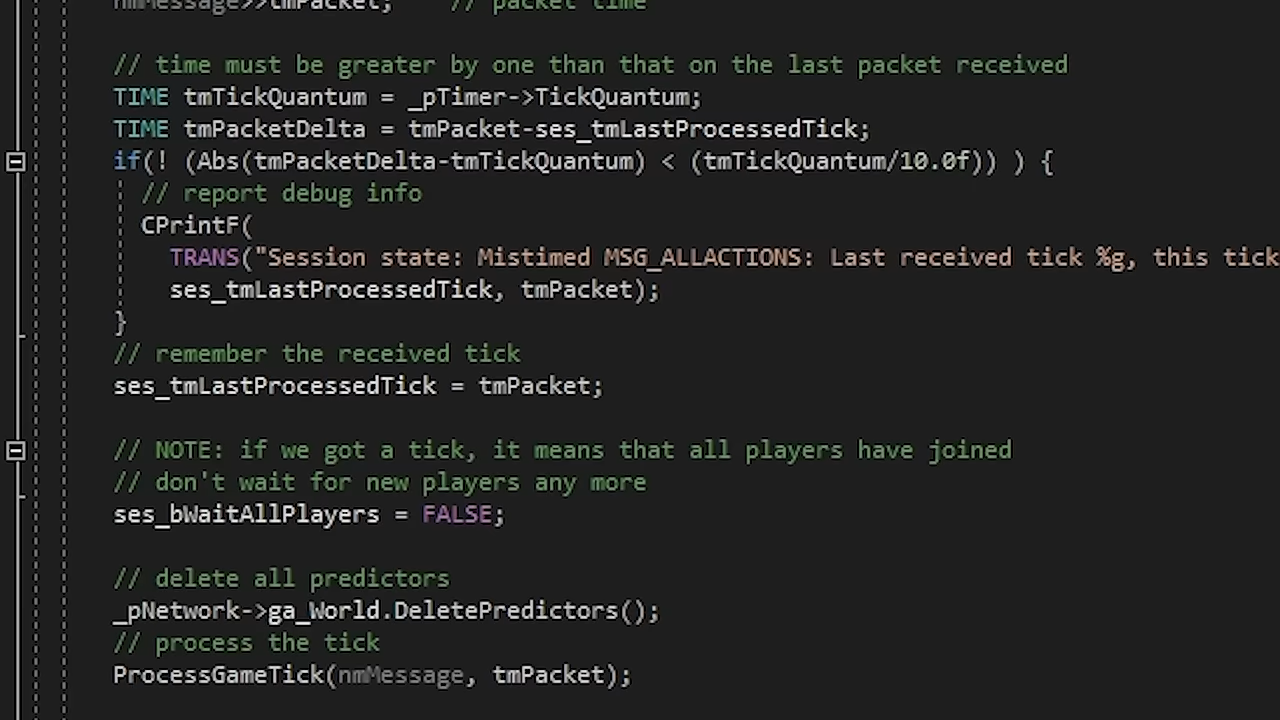 nmMessage>>tmPacket;    // packet time
// time must be greater by one than that on the last packet received
TIME tmTickQuantum = _pTimer->TickQuantum;
TIME tmPacketDelta = tmPacket-ses_tmLastProcessedTick;
if(! (Abs(tmPacketDelta-tmTickQuantum) < (tmTickQuantum/10.0f)) ) {
// report debug info
CPrintF(
TRANS("Session state: Mistimed MSG_ALLACTIONS: Last received tick %g, this tick
ses_tmLastProcessedTick, tmPacket);
}
// remember the received tick
ses_tmLastProcessedTick = tmPacket;
// NOTE: if we got a tick, it means that all players have joined
// don't wait for new players any more
ses_bWaitAllPlayers = FALSE;
// delete all predictors
_pNetwork->ga_World.DeletePredictors();
// process the tick
ProcessGameTick(nmMessage, tmPacket);